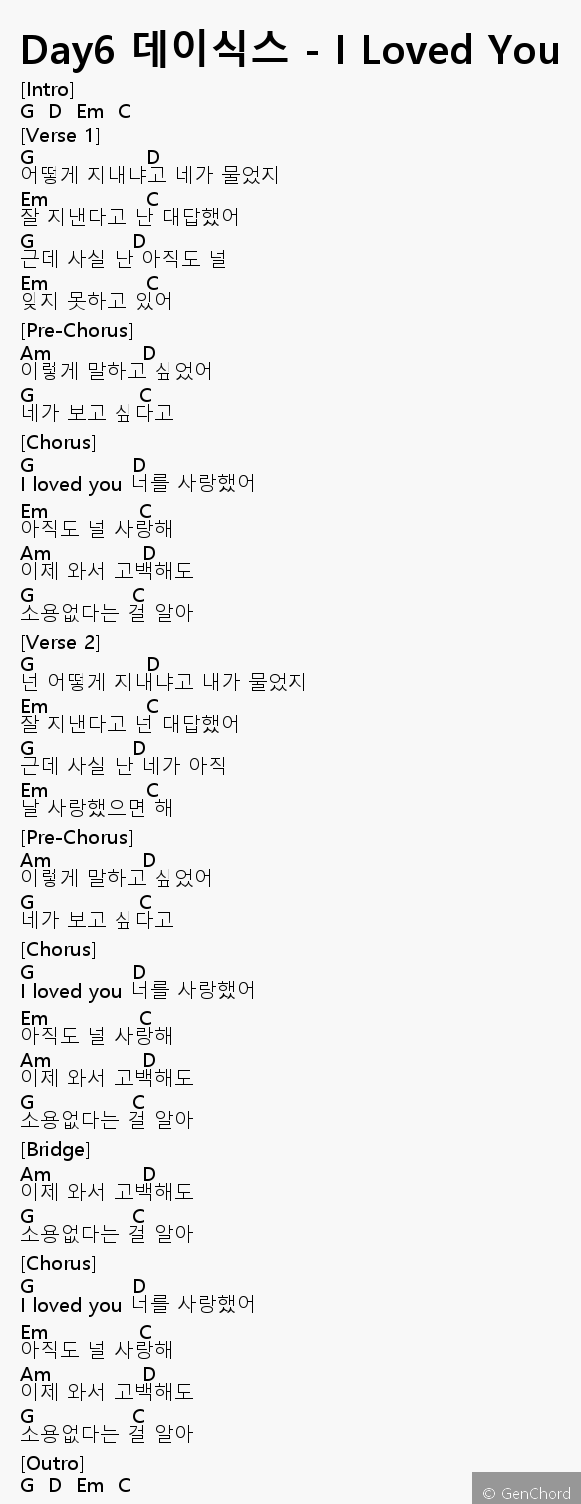 Day6 데이식스 - I Loved You
[Intro]
G D Em C
[Verse 1]
G D
어떻게 지내냐고 네가 물었지
Em C
잘 지낸다고 난 대답했어
G D
근데 사실 난 아직도 널
Em C
잊지 못하고 있어
[Pre-Chorus]
Am D
이렇게 말하고 싶었어
G C
네가 보고 싶다고
[Chorus]
G D
I loved you 너를 사랑했어
Em C
아직도 널 사랑해
Am D
이제 와서 고백해도
G C
소용없다는 걸 알아
[Verse 2]
G D
넌 어떻게 지내냐고 내가 물었지
Em C
잘 지낸다고 넌 대답했어
G D
근데 사실 난 네가 아직
Em C
날 사랑했으면 해
[Pre-Chorus]
Am D
이렇게 말하고 싶었어
G C
네가 보고 싶다고
[Chorus]
G D
I loved you 너를 사랑했어
Em C
아직도 널 사랑해
Am D
이제 와서 고백해도
G C
소용없다는 걸 알아
[Bridge]
Am D
이제 와서 고백해도
G C
소용없다는 걸 알아
[Chorus]
G D
I loved you 너를 사랑했어
Em C
아직도 널 사랑해
Am D
이제 와서 고백해도
G C
소용없다는 걸 알아
[Outro]
G D Em C
© GenChord